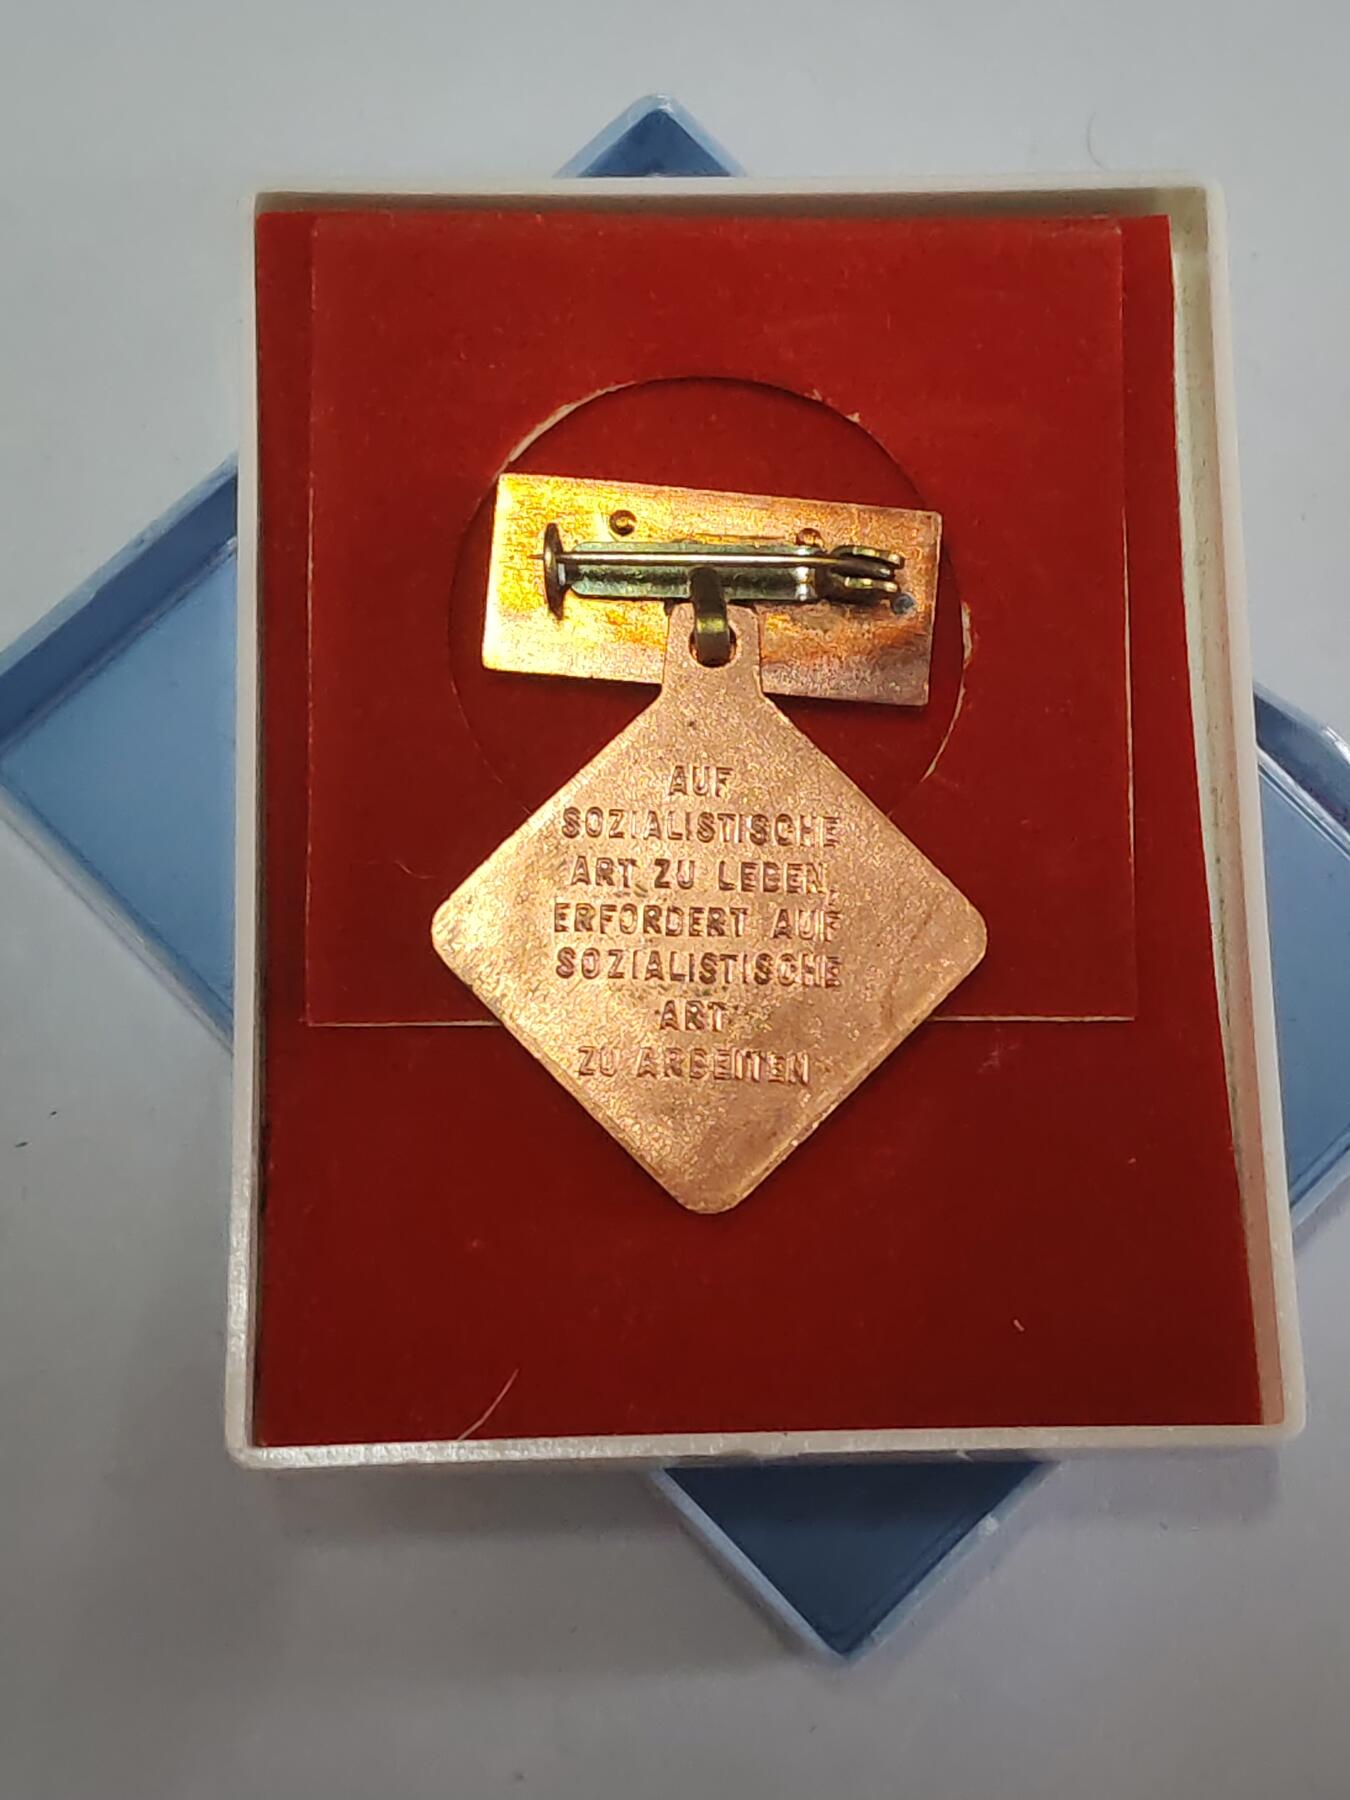 AUF
SOZIALISTISCHE
ART ZU LEBEN,
ERFORDERT AUF
SOZIALISTISCHE
ART
ZU ARBEITEN